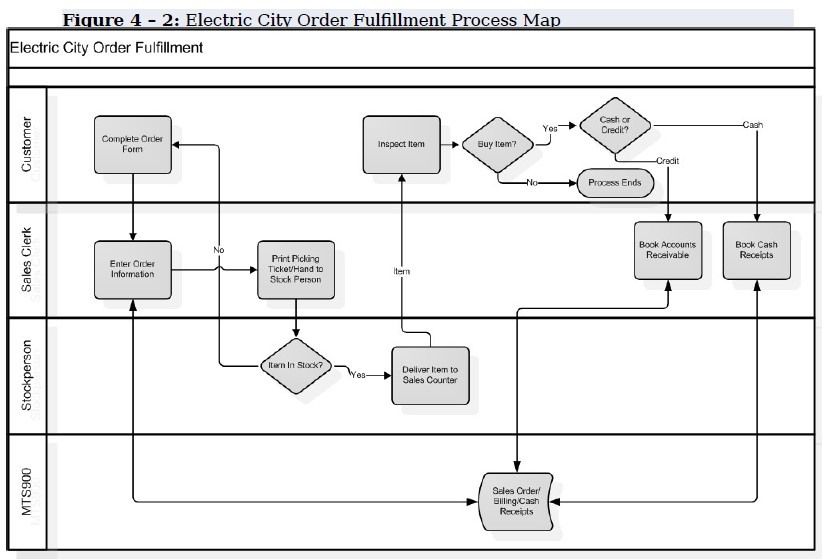 Figure 4 – 2: Electric City Order Fulfillment Process Map
Electric City Order Fulfillment
Customer
Complete Order
Form
Inspect Item
Buy Item?
Yes
Cash or
Credit?
Cash
Credit
No
Process Ends
Sales Clerk
Enter Order
Information
No
Print Picking
Ticket/Hand to
Stock Person
Item
Book Accounts
Receivable
Book Cash
Receipts
Stockperson
Item In Stock?
Yes
Deliver Item to
Sales Counter
MTS900
Sales Order/
Billing/Cash
Receipts